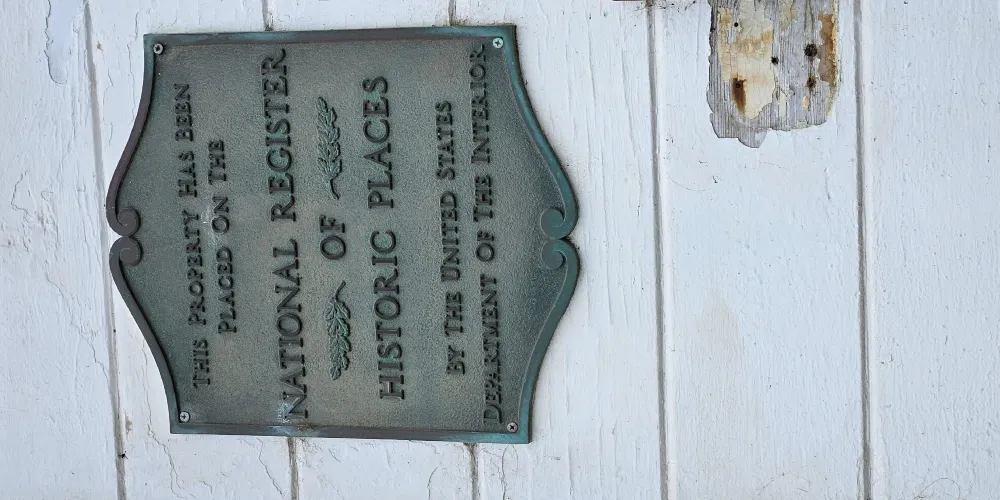 THIS PROPERTY HAS BEEN
PLACED ON THE
NATIONAL REGISTER
OF
HISTORIC PLACES
BY THE UNITED STATES
DEPARTMENT OF THE INTERIOR